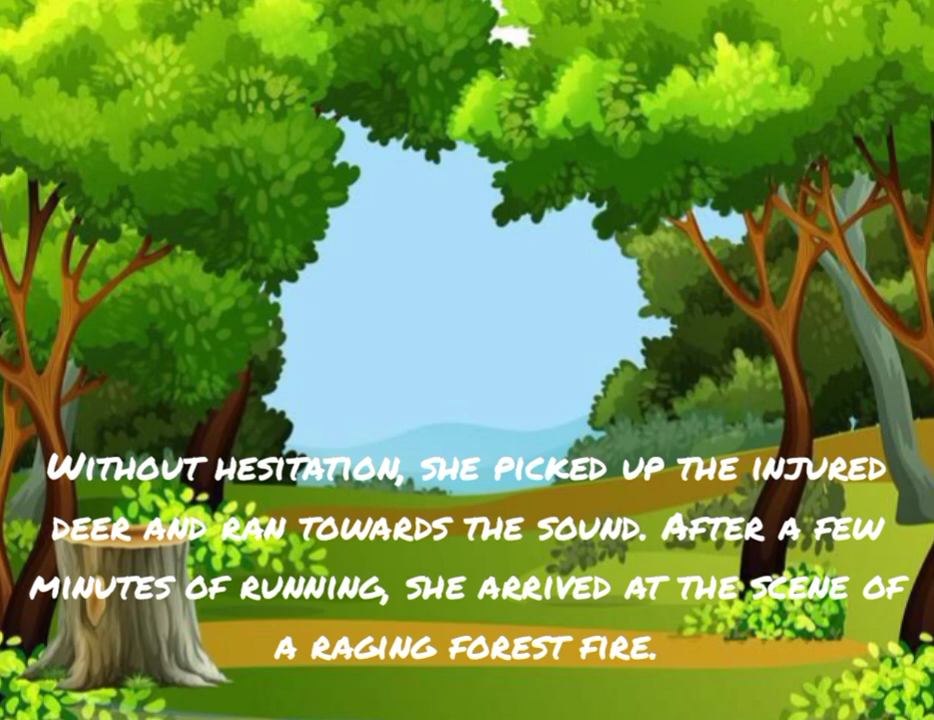 Without hesitation, she picked up the injured
deer and ran towards the sound. After a few
minutes of running, she arrived at the scene of
a raging forest fire.